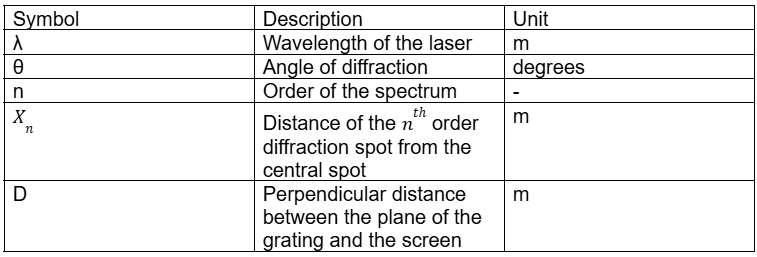 Symbol Description Unit
λ Wavelength of the laser m
θ Angle of diffraction degrees
n Order of the spectrum -
X_n Distance of the n^th order m
diffraction spot from the
central spot
D Perpendicular distance m
between the plane of the
grating and the screen